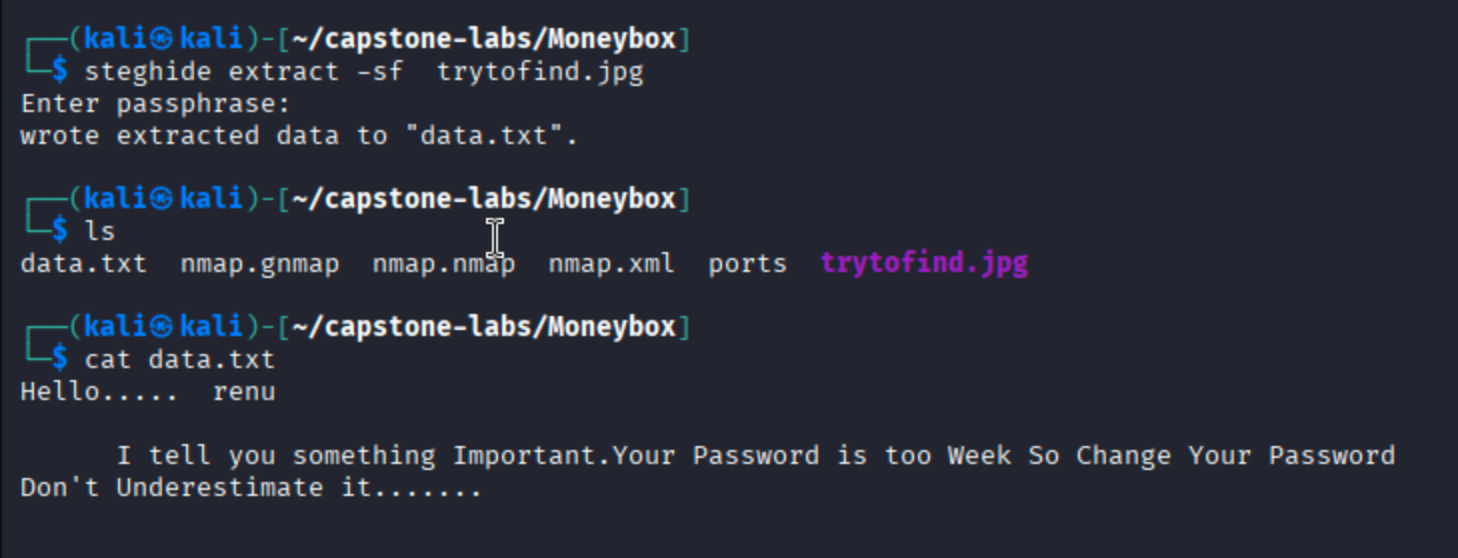 ┌──(kali㉿kali)-[~/capstone-labs/Moneybox]
└─$ steghide extract -sf  trytofind.jpg
Enter passphrase:
wrote extracted data to "data.txt".
┌──(kali㉿kali)-[~/capstone-labs/Moneybox]
└─$ ls
data.txt  nmap.gnmap  nmap.nmap  nmap.xml  ports  trytofind.jpg
┌──(kali㉿kali)-[~/capstone-labs/Moneybox]
└─$ cat data.txt
Hello.....  renu
      I tell you something Important.Your Password is too Week So Change Your Password
Don't Underestimate it.......